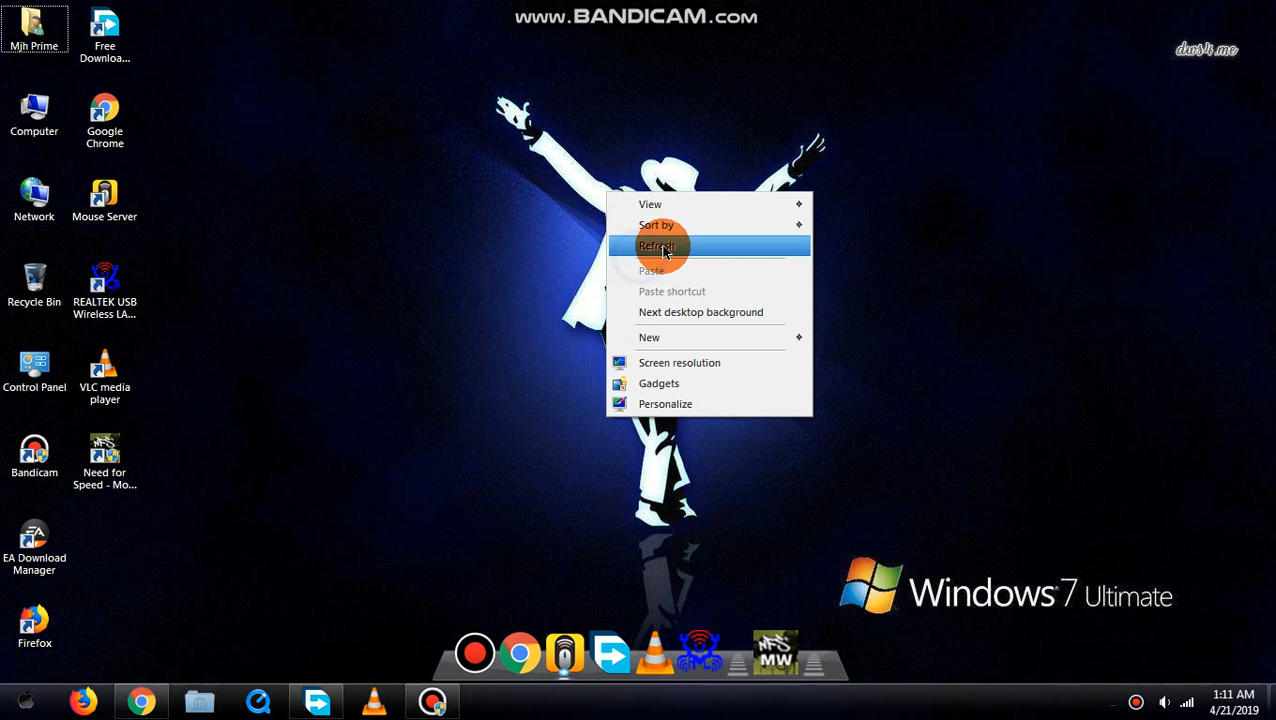 www.BANDICAM.com
Mjh Prime
Free
Downloa...
Computer
Google
Chrome
Network
Mouse Server
Recycle Bin
REALTEK USB
Wireless LA...
Control Panel
VLC media
player
Bandicam
Need for
Speed - Mo...
EA Download
Manager
Firefox
View
Sort by
Refresh
Paste
Paste shortcut
Next desktop background
New
Screen resolution
Gadgets
Personalize
Windows 7 Ultimate
NFS
MW
1:11 AM
4/21/2019